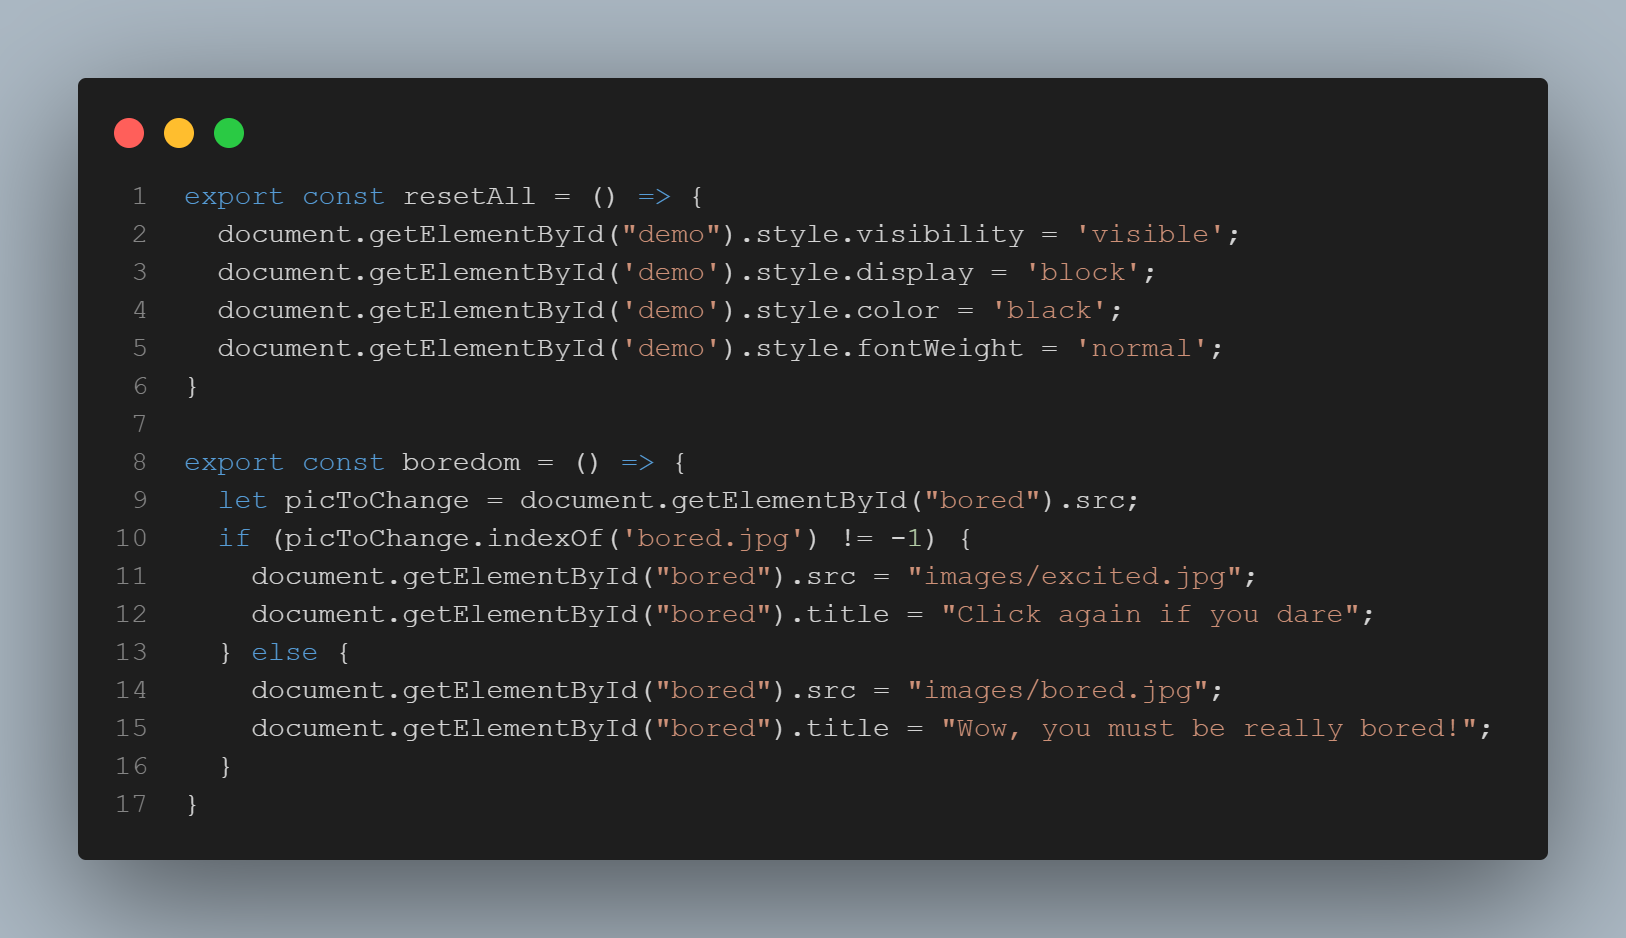 1 export const resetAll = () => {
2   document.getElementById("demo").style.visibility = 'visible';
3   document.getElementById('demo').style.display = 'block';
4   document.getElementById('demo').style.color = 'black';
5   document.getElementById('demo').style.fontWeight = 'normal';
6 }
7
8 export const boredom = () => {
9   let picToChange = document.getElementById("bored").src;
10   if (picToChange.indexOf('bored.jpg') != -1) {
11     document.getElementById("bored").src = "images/excited.jpg";
12     document.getElementById("bored").title = "Click again if you dare";
13   } else {
14     document.getElementById("bored").src = "images/bored.jpg";
15     document.getElementById("bored").title = "Wow, you must be really bored!";
16   }
17 }